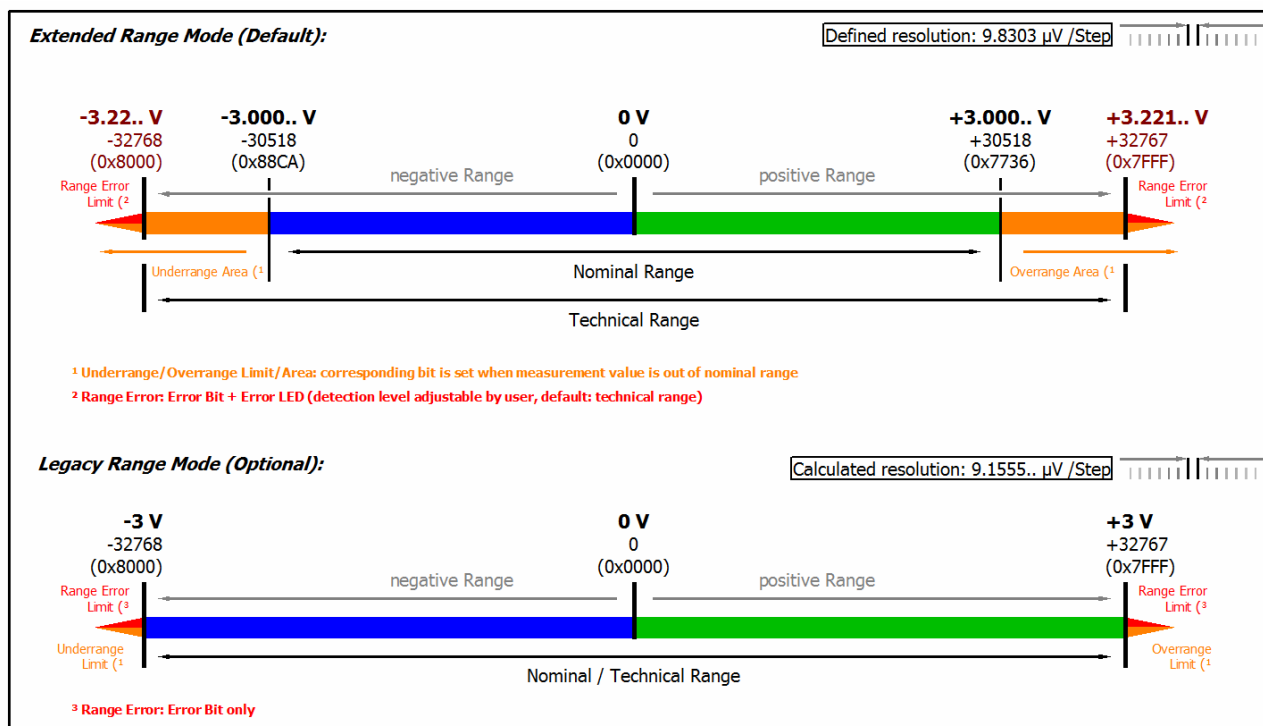 Extended Range Mode (Default):
Defined resolution: 9.8303 µV /Step
-3.22.. V -3.000.. V 0 V +3.000.. V +3.221.. V
-32768 -30518 0 +30518 +32767
(0x8000) (0x88CA) (0x0000) (0x7736) (0x7FFF)
Range Error negative Range positive Range Range Error
Limit (² Limit (²
Underrange Area (¹ Nominal Range Overrange Area (¹
Technical Range
¹ Underrange/Overrange Limit/Area: corresponding bit is set when measurement value is out of nominal range
² Range Error: Error Bit + Error LED (detection level adjustable by user, default: technical range)
Legacy Range Mode (Optional):
Calculated resolution: 9.1555.. µV /Step
-3 V 0 V +3 V
-32768 0 +32767
(0x8000) (0x0000) (0x7FFF)
Range Error negative Range positive Range Range Error
Limit (³ Limit (³
Underrange Overrange
Limit (¹ Limit (¹
Nominal / Technical Range
³ Range Error: Error Bit only